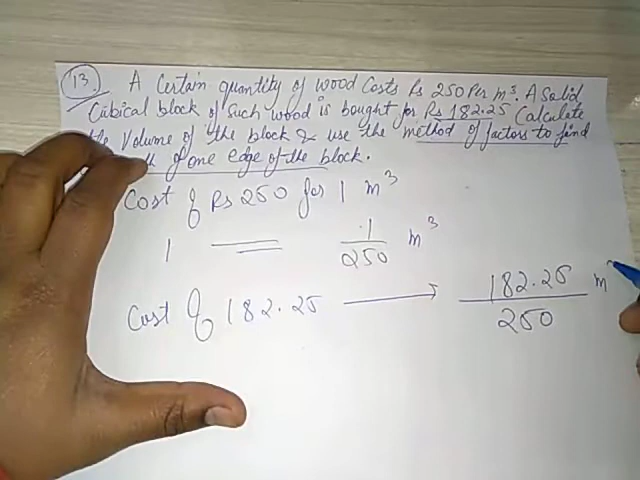 13. A Certain quantity of wood Costs Rs 250 Per m³. A Solid
Cubical block of Such wood is bought for Rs 182.25 Calculate
the Volume of the block & use the method of factors to find
of one edge of the block.
Cost of Rs 250 for 1 m³
1 1/250 m³
Cost of 182.25 → 182.25/250 m